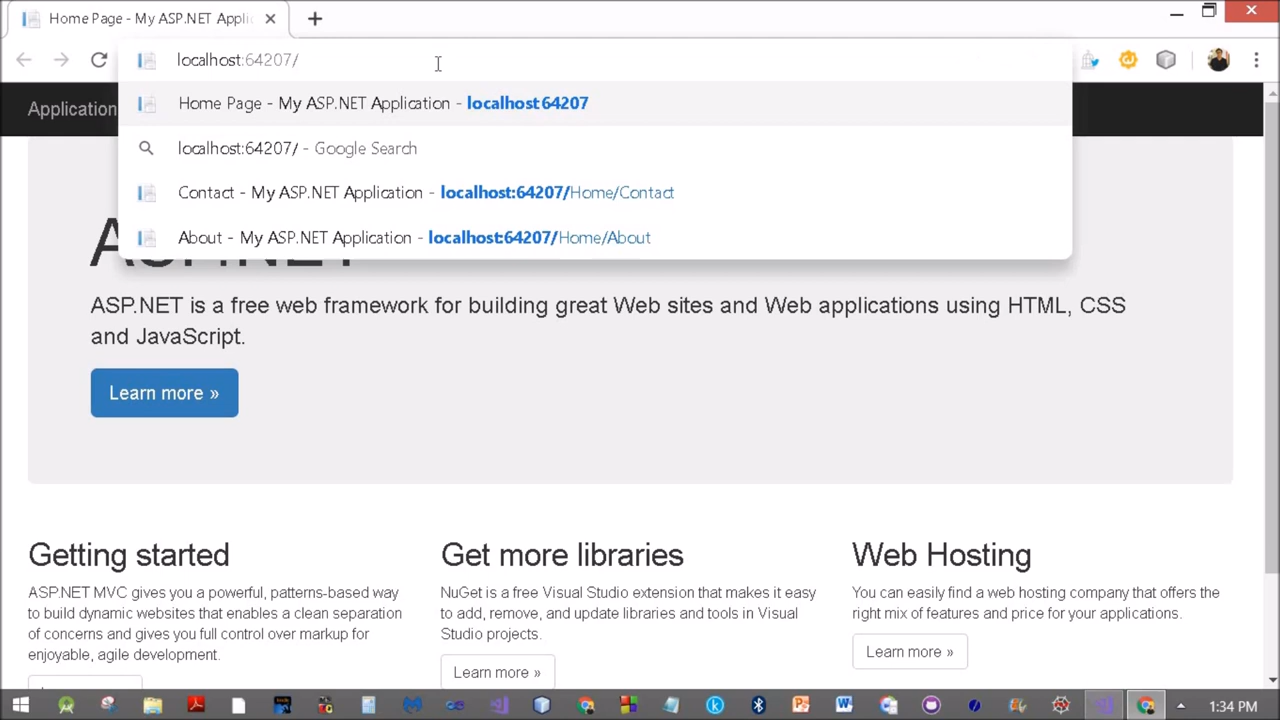 Home Page - My ASP.NET Applic
localhost:64207/
Home Page - My ASP.NET Application - localhost:64207
localhost:64207/ - Google Search
Contact - My ASP.NET Application - localhost:64207/Home/Contact
About - My ASP.NET Application - localhost:64207/Home/About
Application
ASP.NET
ASP.NET is a free web framework for building great Web sites and Web applications using HTML, CSS
and JavaScript.
Learn more »
Getting started
ASP.NET MVC gives you a powerful, patterns-based way
to build dynamic websites that enables a clean separation
of concerns and gives you full control over markup for
enjoyable, agile development.
Get more libraries
NuGet is a free Visual Studio extension that makes it easy
to add, remove, and update libraries and tools in Visual
Studio projects.
Learn more »
Web Hosting
You can easily find a web hosting company that offers the
right mix of features and price for your applications.
Learn more »
1:34 PM